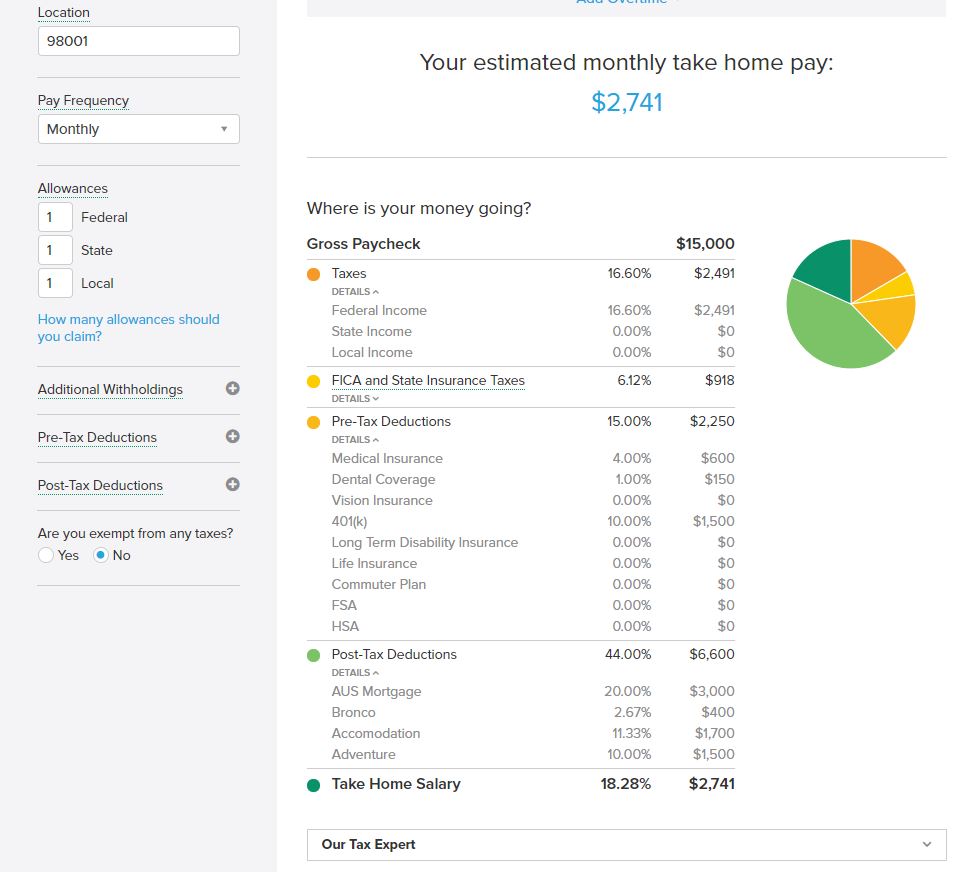 Location
98001
Pay Frequency
Monthly
Allowances
1 Federal
1 State
1 Local
How many allowances should
you claim?
Additional Withholdings
Pre-Tax Deductions
Post-Tax Deductions
Are you exempt from any taxes?
Yes No
Add Overtime
Your estimated monthly take home pay:
$2,741
Where is your money going?
Gross Paycheck $15,000
Taxes 16.60% $2,491
DETAILS
Federal Income 16.60% $2,491
State Income 0.00% $0
Local Income 0.00% $0
FICA and State Insurance Taxes 6.12% $918
DETAILS
Pre-Tax Deductions 15.00% $2,250
DETAILS
Medical Insurance 4.00% $600
Dental Coverage 1.00% $150
Vision Insurance 0.00% $0
401(k) 10.00% $1,500
Long Term Disability Insurance 0.00% $0
Life Insurance 0.00% $0
Commuter Plan 0.00% $0
FSA 0.00% $0
HSA 0.00% $0
Post-Tax Deductions 44.00% $6,600
DETAILS
AUS Mortgage 20.00% $3,000
Bronco 2.67% $400
Accomodation 11.33% $1,700
Adventure 10.00% $1,500
Take Home Salary 18.28% $2,741
Our Tax Expert